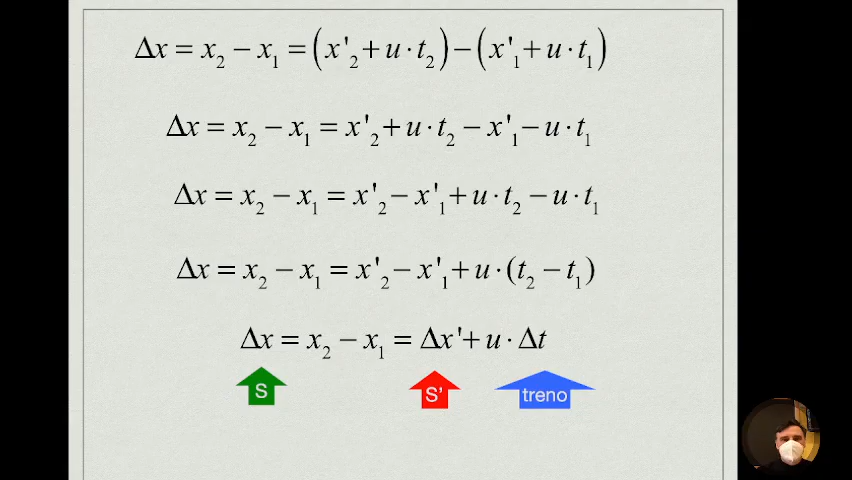 Δx = x₂ − x₁ = (x'₂ + u · t₂) − (x'₁ + u · t₁)
Δx = x₂ − x₁ = x'₂ + u · t₂ − x'₁ − u · t₁
Δx = x₂ − x₁ = x'₂ − x'₁ + u · t₂ − u · t₁
Δx = x₂ − x₁ = x'₂ − x'₁ + u · (t₂ − t₁)
Δx = x₂ − x₁ = Δx' + u · Δt
S S' treno